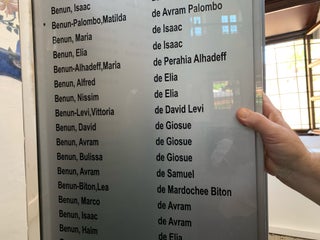 Benun, Isaac
Benun-Palombo,Matilda de Avram Palombo
Benun, Maria de Isaac
Benun, Elia de Isaac
Benun-Alhadeff,Maria de Perahia Alhadeff
Benun, Alfred de Elia
Benun, Nissim de Elia
Benun-Levi,Vittoria de David Levi
Benun, David de Giosue
Benun, Avram de Giosue
Benun, Bulissa de Giosue
Benun, Avram de Samuel
Benun-Biton,Lea de Mardochee Biton
Benun, Marco de Avram
Benun, Isaac de Avram
Benun, Haim de Elia